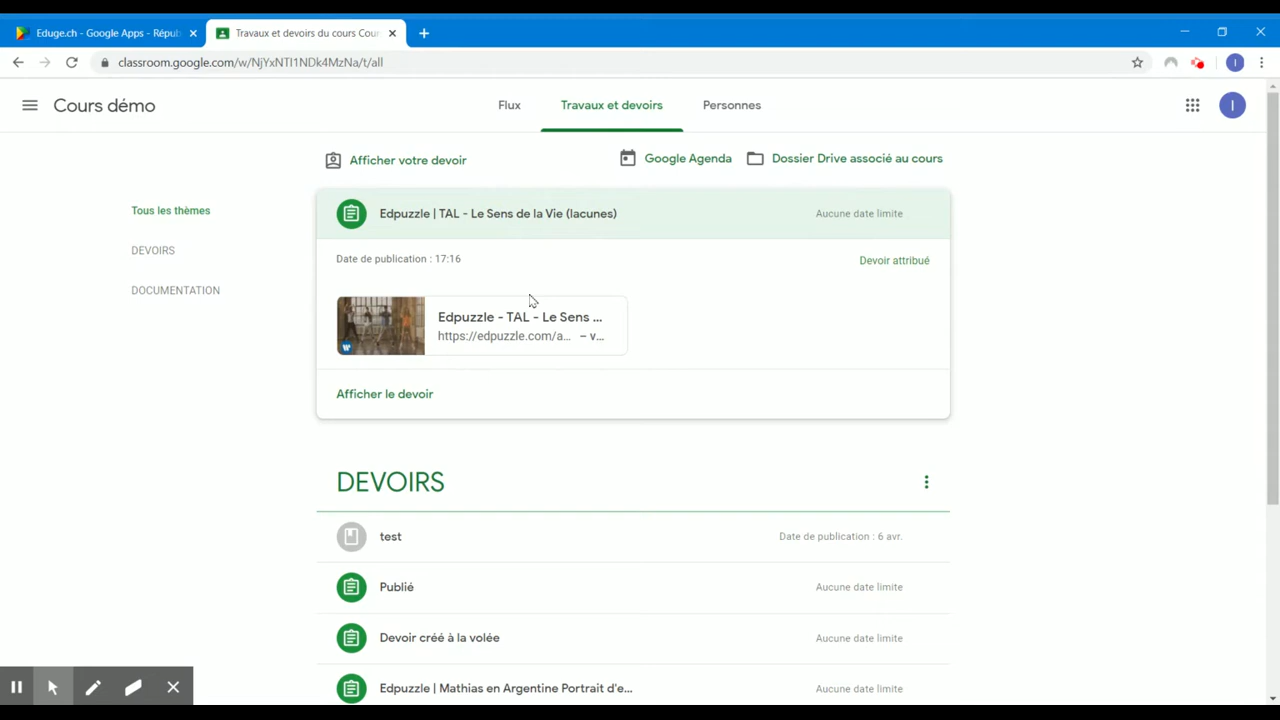 Eduge.ch - Google Apps - Répub
Travaux et devoirs du cours Cour
classroom.google.com/w/NjYxNTI1NDk4MzNa/t/all
I
Cours démo
Flux
Travaux et devoirs
Personnes
I
Afficher votre devoir
Google Agenda
Dossier Drive associé au cours
Tous les thèmes
DEVOIRS
DOCUMENTATION
Edpuzzle | TAL - Le Sens de la Vie (lacunes)
Aucune date limite
Date de publication : 17:16
Devoir attribué
Edpuzzle - TAL - Le Sens ...
https://edpuzzle.com/a... – v...
W
Afficher le devoir
DEVOIRS
test
Date de publication : 6 avr.
Publié
Aucune date limite
Devoir créé à la volée
Aucune date limite
Edpuzzle | Mathias en Argentine Portrait d'e...
Aucune date limite